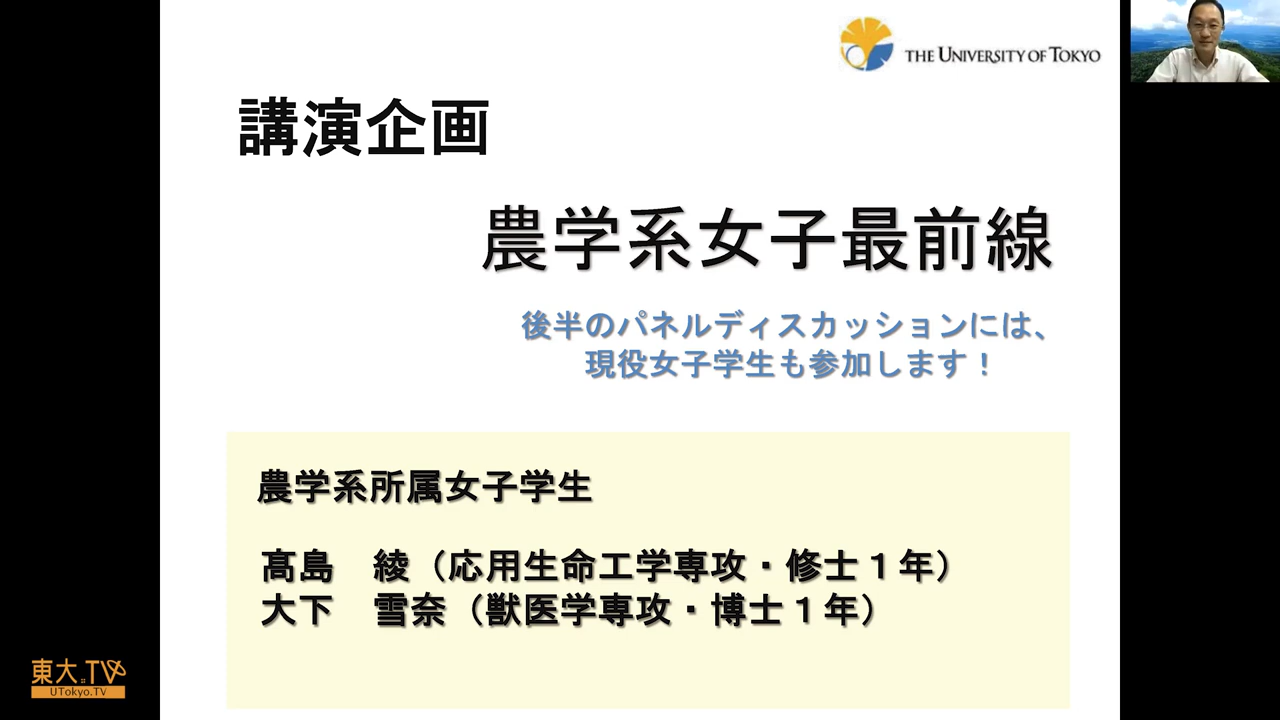 THE UNIVERSITY OF TOKYO
講演企画
農学系女子最前線
後半のパネルディスカッションには、
現役女子学生も参加します！
農学系所属女子学生
髙島　綾（応用生命工学専攻・修士１年）
大下　雪奈（獣医学専攻・博士１年）
東大.TV
UTokyo.TV